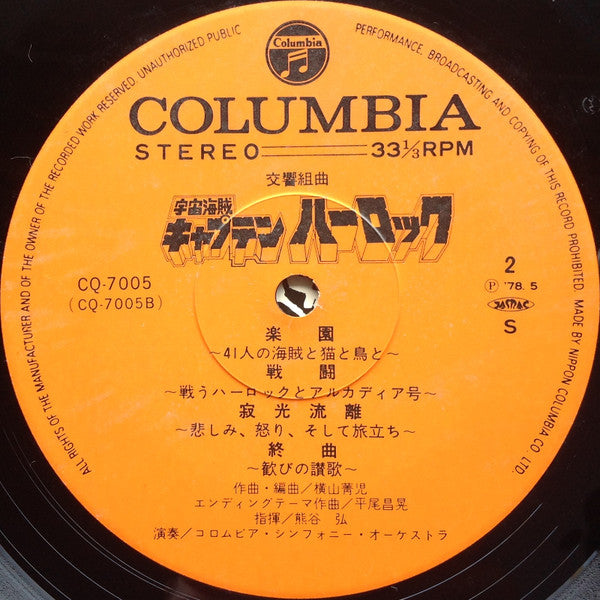 ALL RIGHTS OF THE MANUFACTURER AND OF THE OWNER OF THE RECORDED WORK RESERVED. UNAUTHORIZED PUBLIC PERFORMANCE, BROADCASTING AND COPYING OF THIS RECORD PROHIBITED. MADE BY NIPPON COLUMBIA CO. LTD.
Columbia
COLUMBIA
STEREO 33⅓RPM
交響組曲
宇宙海賊
キャプテン ハーロック
CQ-7005
(CQ-7005B)
2
Ⓟ '78. 5
JASRAC
S
楽園
〜41人の海賊と猫と鳥と〜
戦闘
〜戦うハーロックとアルカディア号〜
寂光流離
〜悲しみ、怒り、そして旅立ち〜
終曲
〜歓びの讃歌〜
作曲・編曲/横山菁児
エンディングテーマ作曲/平尾昌晃
指揮/熊谷 弘
演奏/コロムビア・シンフォニー・オーケストラ